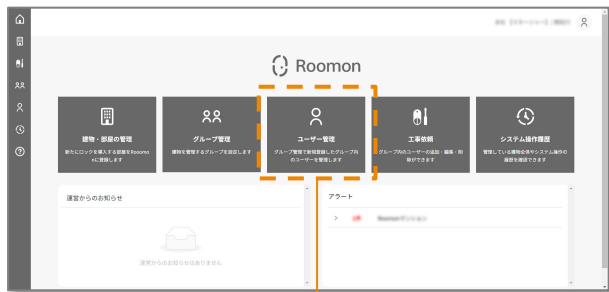 Roomon
建物・部屋の管理
新たにロックを導入する部屋をRooomo
nに登録します
グループ管理
建物を管理するグループを設定します
ユーザー管理
グループ管理で新規登録したグループ内
のユーザーを管理します
工事依頼
グループ内のユーザーの追加・編集・削
除ができます
システム操作履歴
管理している建物全体やシステム操作の
履歴を確認できます
運営からのお知らせ
運営からのお知らせはありません
アラート